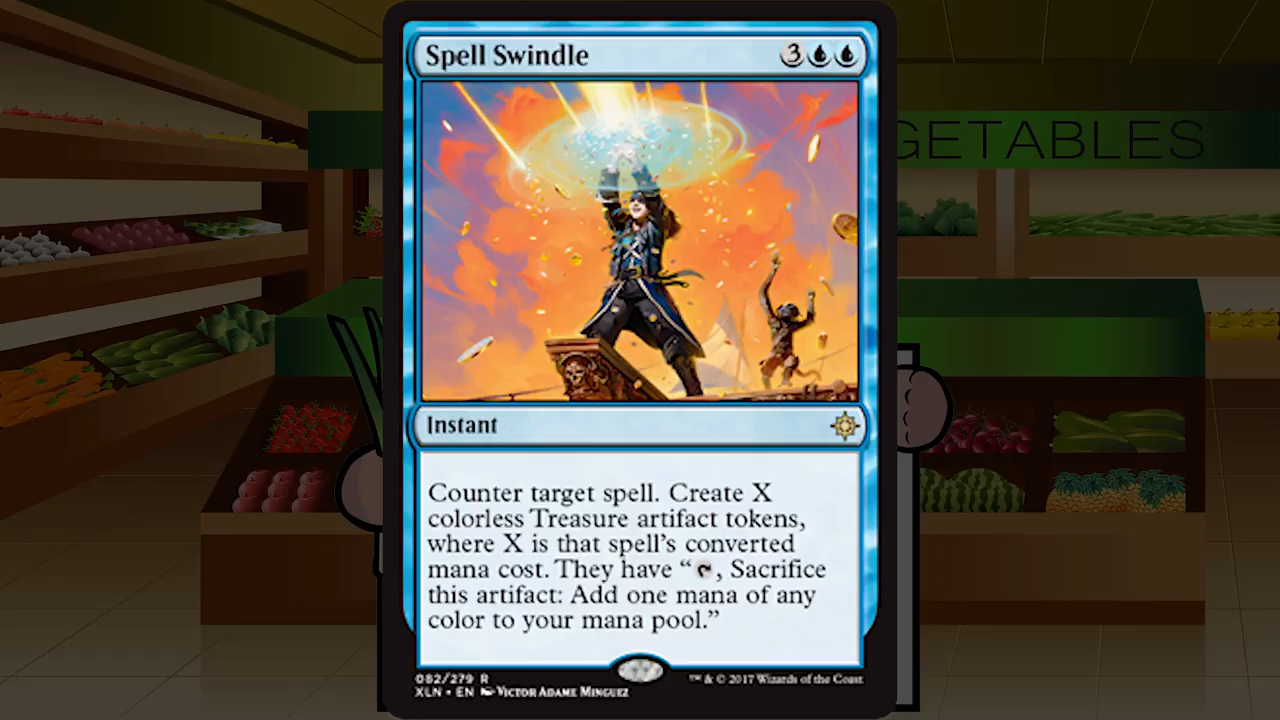 Spell Swindle
3
GETABLES
Instant
Counter target spell. Create X
colorless Treasure artifact tokens,
where X is that spell's converted
mana cost. They have “ , Sacrifice
this artifact: Add one mana of any
color to your mana pool.”
082/279 R
XLN • EN Victor Adame Minguez
™ & © 2017 Wizards of the Coast